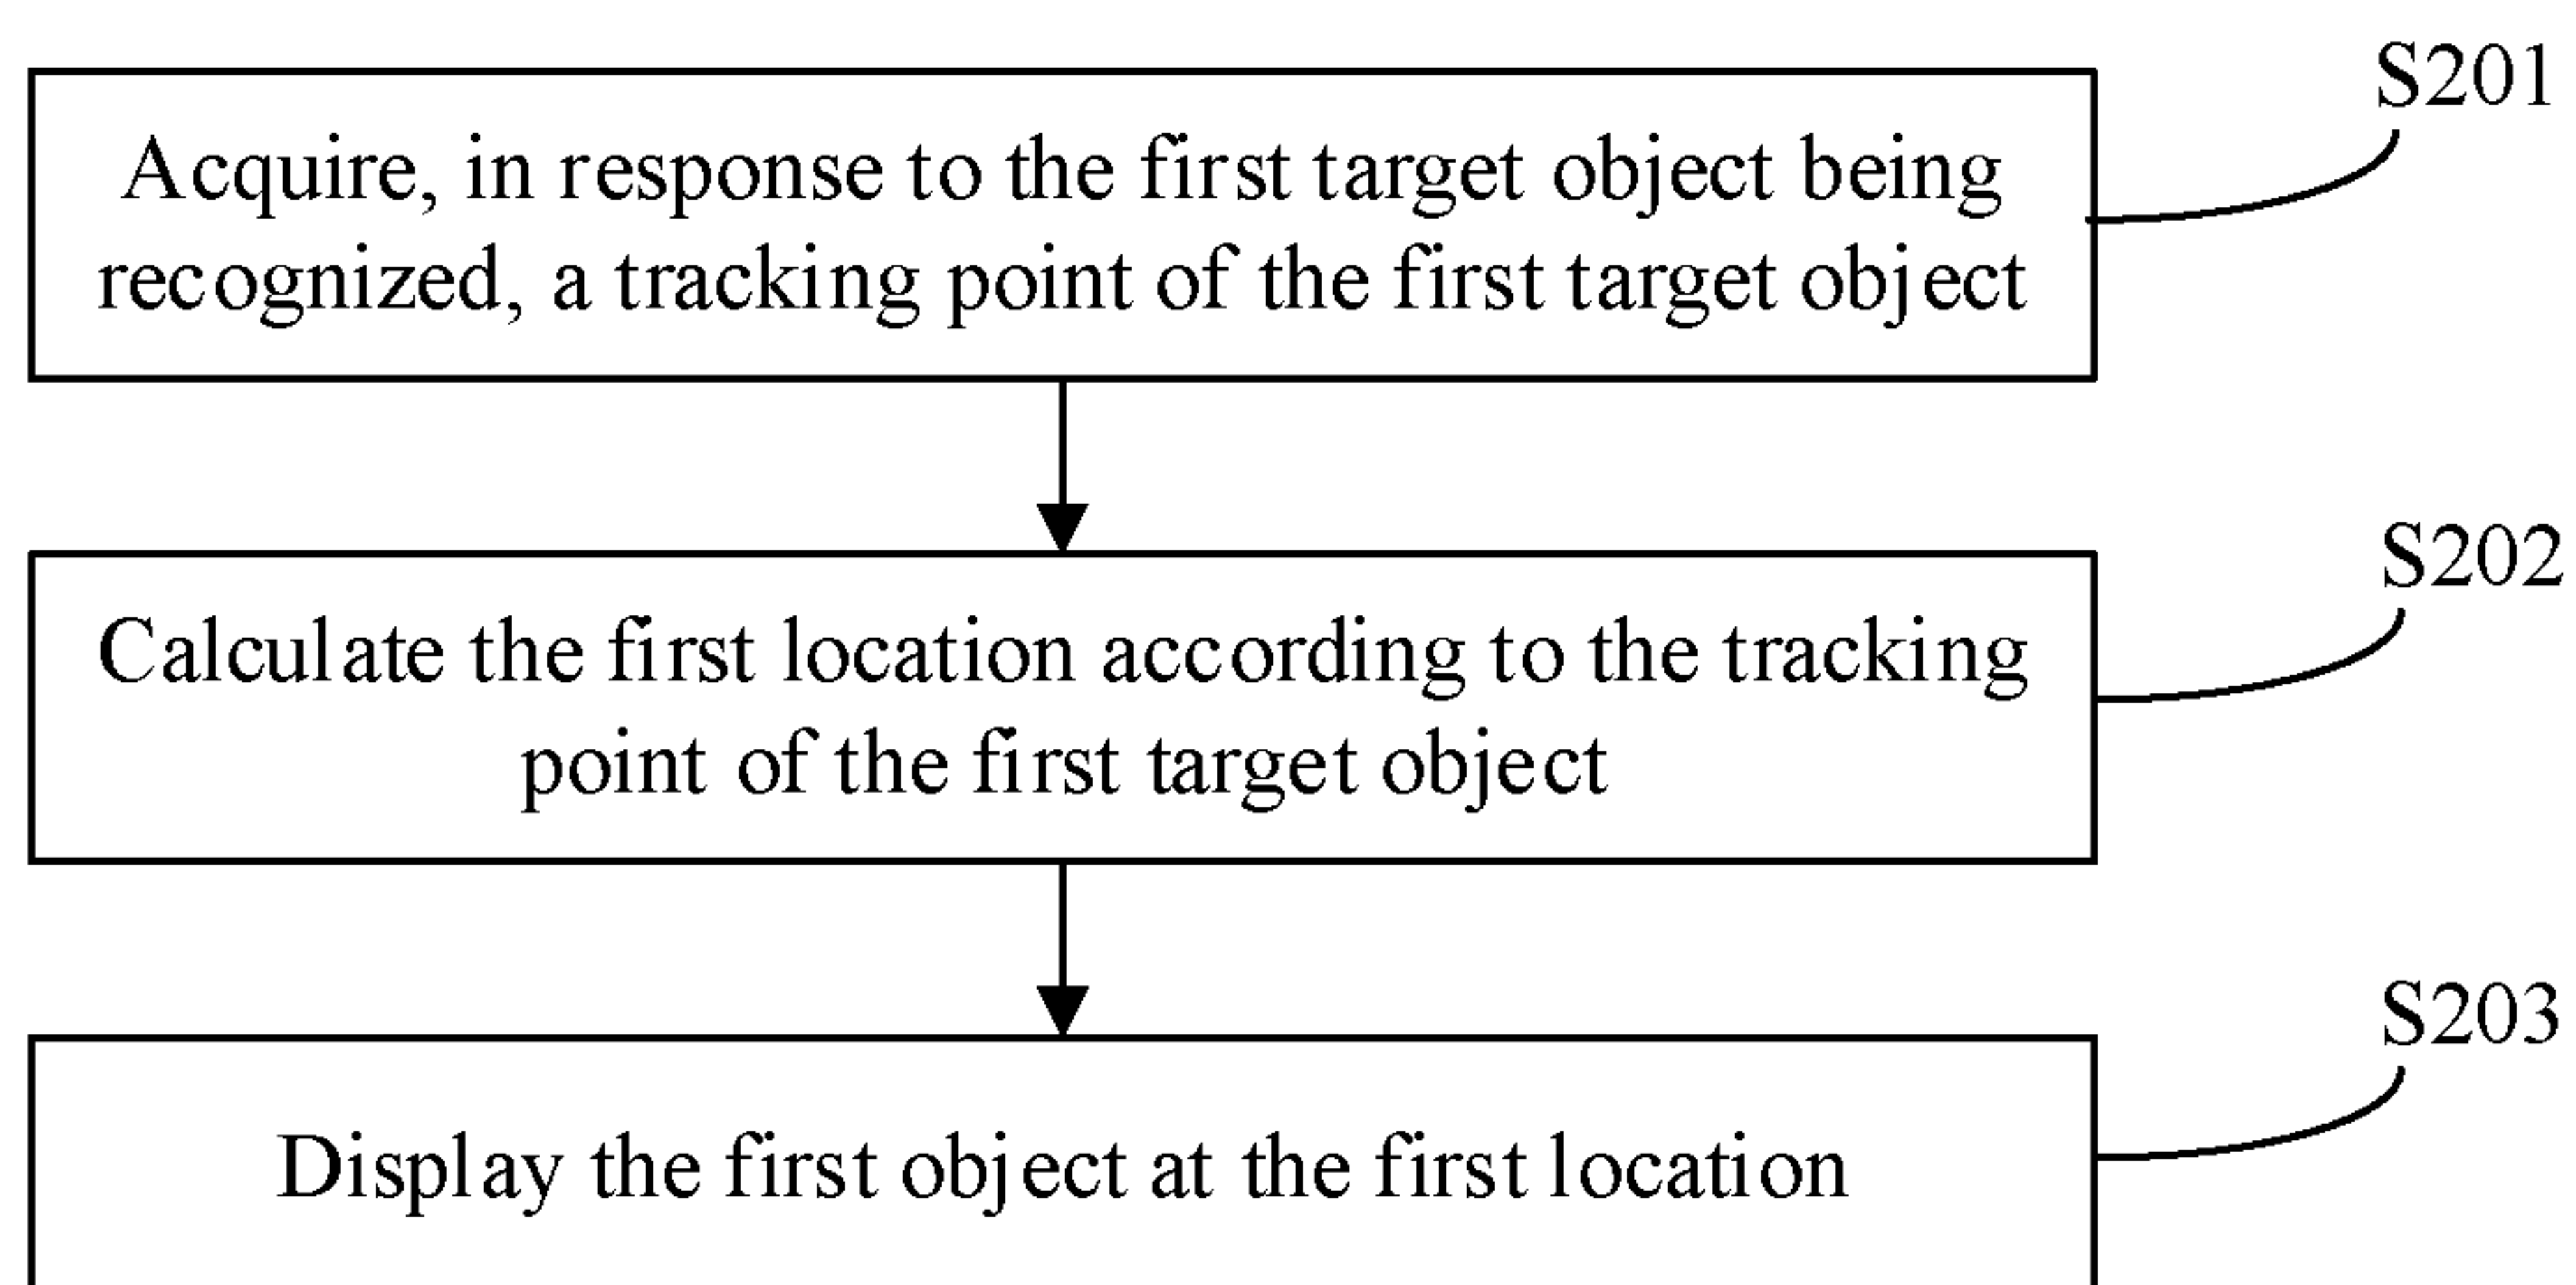 S201
Acquire, in response to the first target object being
recognized, a tracking point of the first target object
S202
Calculate the first location according to the tracking
point of the first target object
S203
Display the first object at the first location